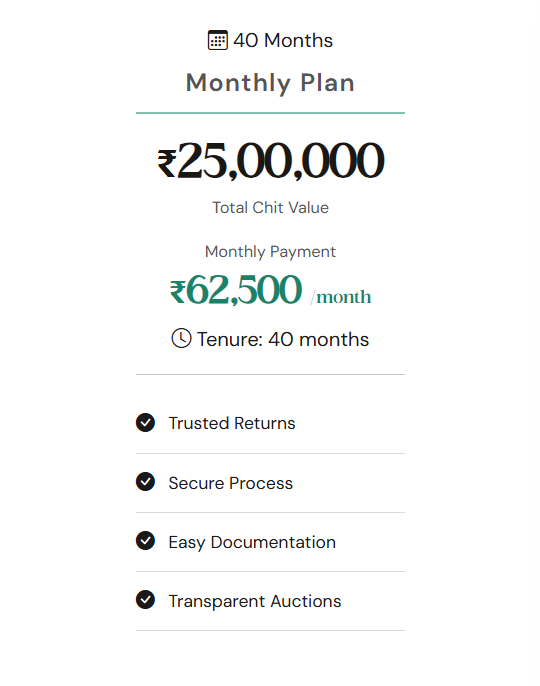 40 Months
Monthly Plan
₹25,00,000
Total Chit Value
Monthly Payment
₹62,500 /month
Tenure: 40 months
Trusted Returns
Secure Process
Easy Documentation
Transparent Auctions